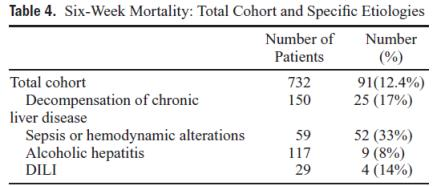 Table 4. Six-Week Mortality: Total Cohort and Specific Etiologies
Number of Patients Number (%)
Total cohort 732 91(12.4%)
Decompensation of chronic liver disease 150 25 (17%)
Sepsis or hemodynamic alterations 59 52 (33%)
Alcoholic hepatitis 117 9 (8%)
DILI 29 4 (14%)